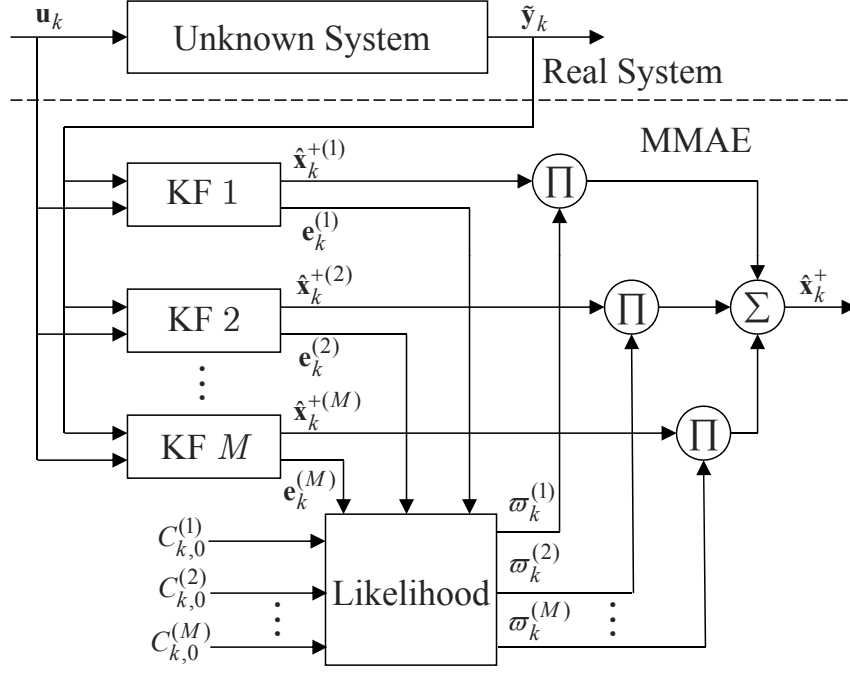 𝐮_k
Unknown System
𝐲̃_k
Real System
MMAE
KF 1
𝐱̂_k^{+(1)}
∏
𝐞_k^{(1)}
KF 2
𝐱̂_k^{+(2)}
∏
∑
𝐱̂_k^+
𝐞_k^{(2)}
⋮
KF M
𝐱̂_k^{+(M)}
∏
𝐞_k^{(M)}
C_{k,0}^{(1)}
ϖ_k^{(1)}
C_{k,0}^{(2)}
Likelihood
ϖ_k^{(2)}
⋮
⋮
C_{k,0}^{(M)}
ϖ_k^{(M)}